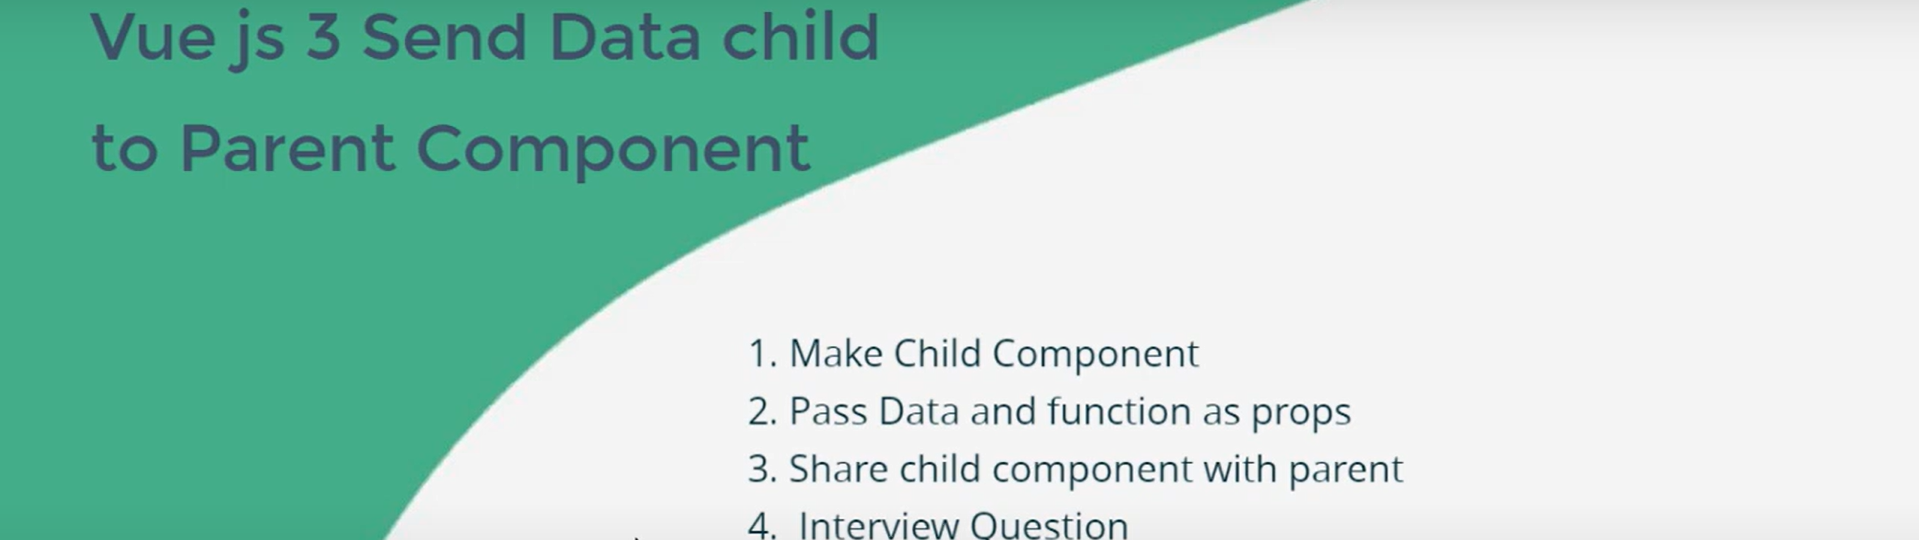 Vue js 3 Send Data child
to Parent Component
1. Make Child Component
2. Pass Data and function as props
3. Share child component with parent
4. Interview Question